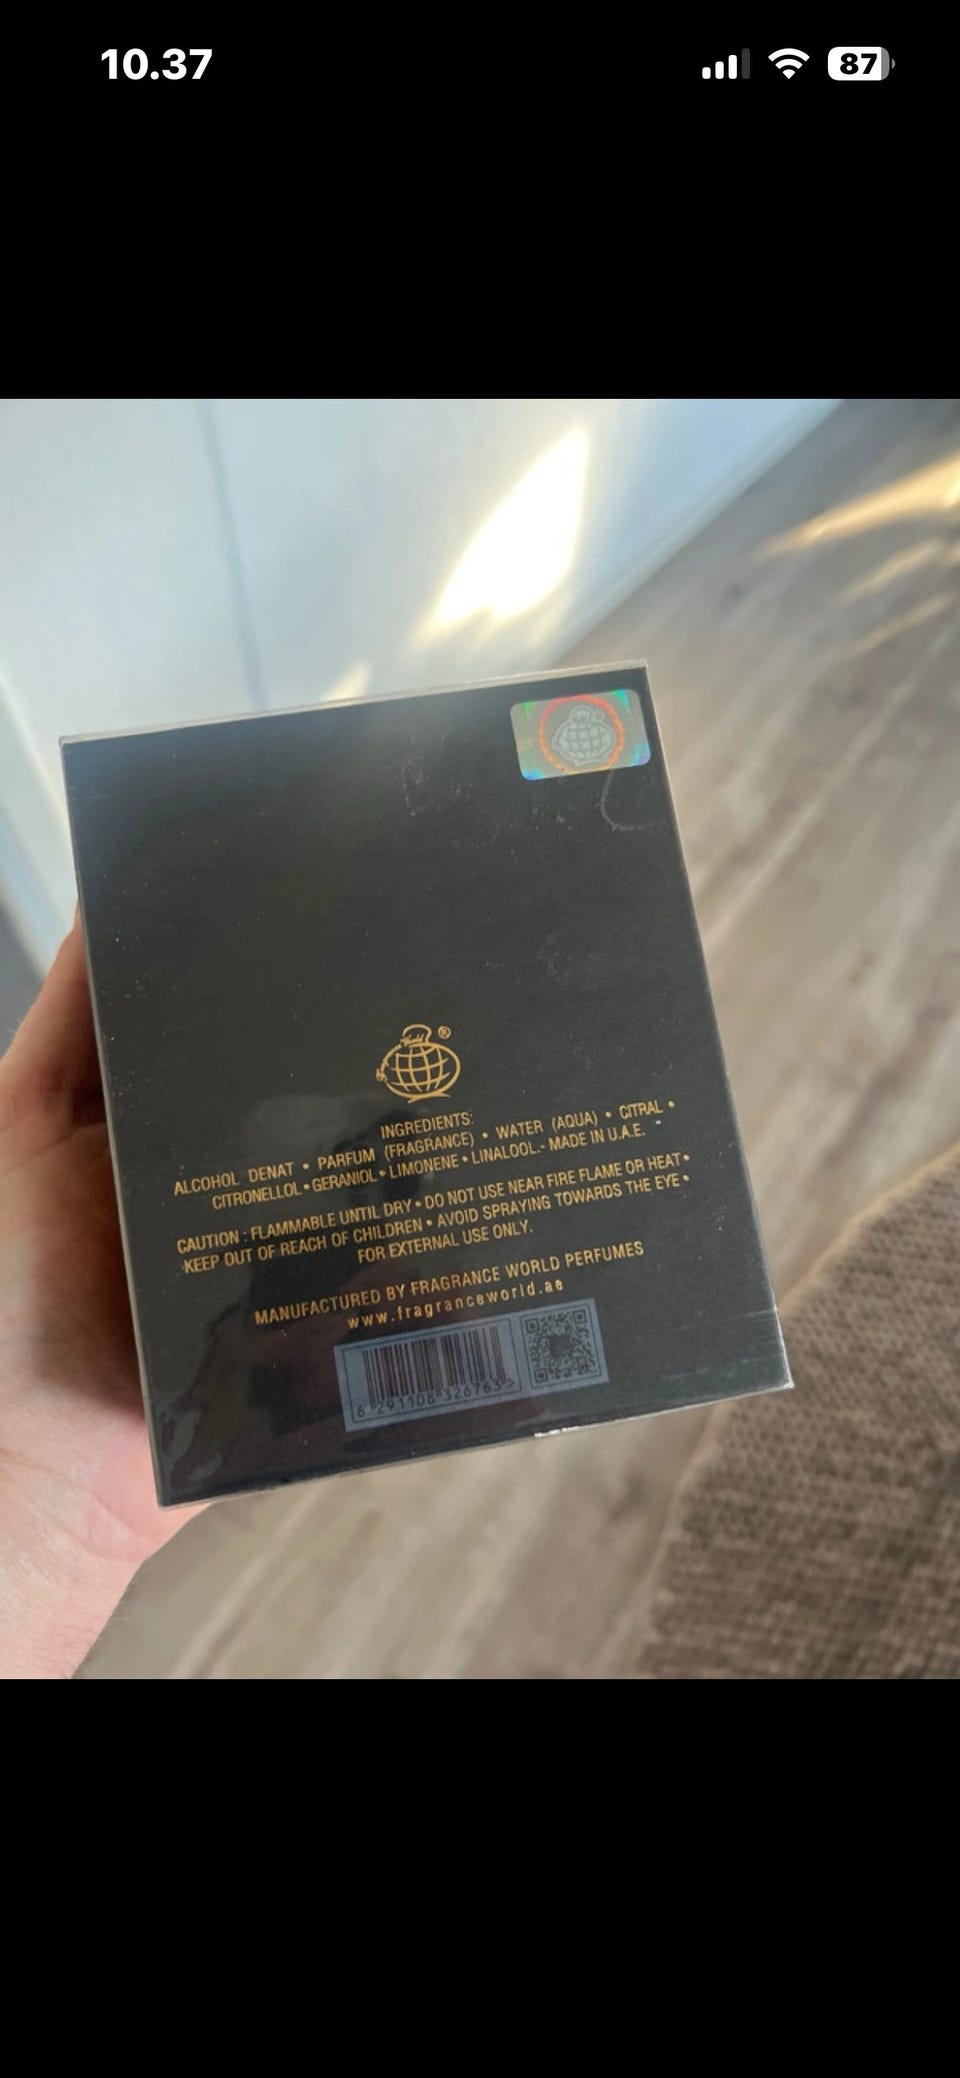 10.37
87
Fragrance World ®
INGREDIENTS:
ALCOHOL DENAT • PARFUM (FRAGRANCE) • WATER (AQUA) • CITRAL •
CITRONELLOL • GERANIOL • LIMONENE • LINALOOL.- MADE IN U.A.E.
CAUTION : FLAMMABLE UNTIL DRY • DO NOT USE NEAR FIRE FLAME OR HEAT •
KEEP OUT OF REACH OF CHILDREN • AVOID SPRAYING TOWARDS THE EYE •
FOR EXTERNAL USE ONLY.
MANUFACTURED BY FRAGRANCE WORLD PERFUMES
www.fragranceworld.ae
6 291108 326763 >